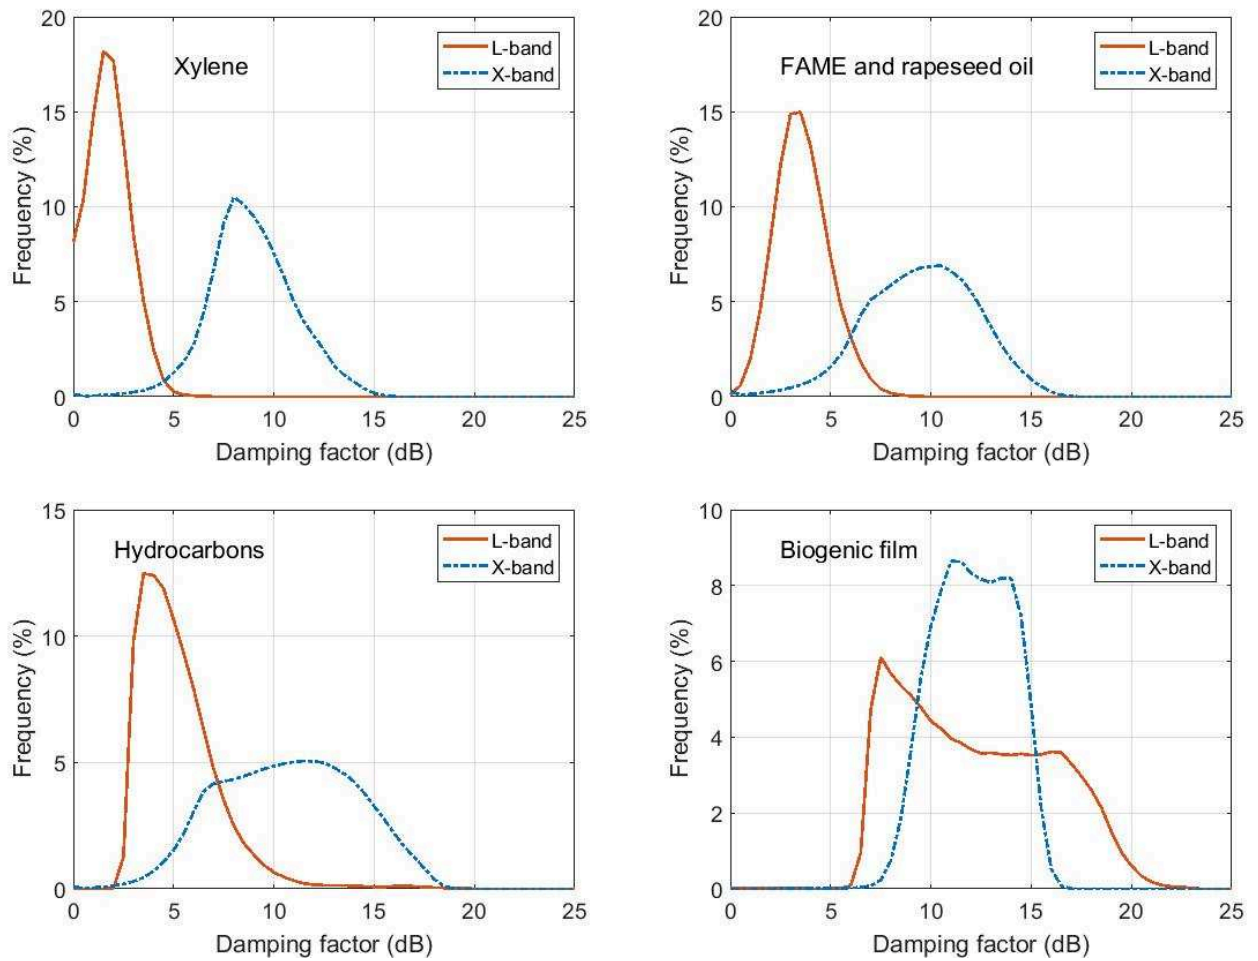 20
15
10
5
0
Frequency (%)
Xylene
L-band
X-band
0 5 10 15 20 25
Damping factor (dB)
20
15
10
5
0
Frequency (%)
FAME and rapeseed oil
L-band
X-band
0 5 10 15 20 25
Damping factor (dB)
15
10
5
0
Frequency (%)
Hydrocarbons
L-band
X-band
0 5 10 15 20 25
Damping factor (dB)
10
8
6
4
2
0
Frequency (%)
Biogenic film
L-band
X-band
0 5 10 15 20 25
Damping factor (dB)